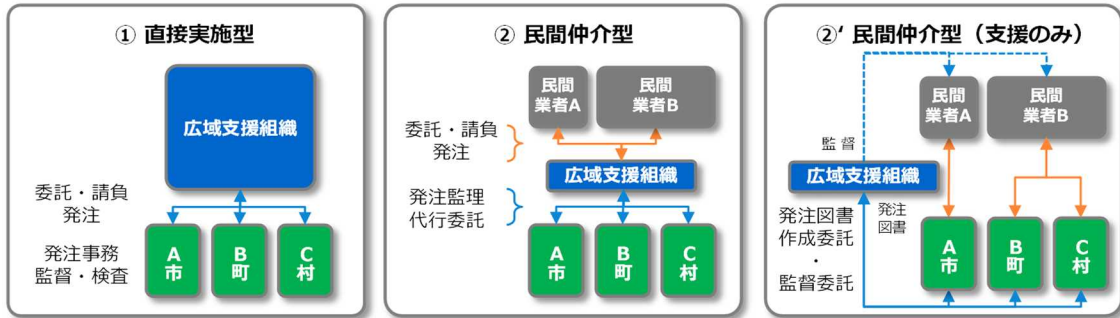 ① 直接実施型
広域支援組織
委託・請負
発注
発注事務
監督・検査
A
市
B
町
C
村
② 民間仲介型
民間
業者A
民間
業者B
委託・請負
発注
広域支援組織
発注監理
代行委託
A
市
B
町
C
村
②' 民間仲介型（支援のみ）
民間
業者A
民間
業者B
監督
広域支援組織
発注図書
作成委託
・
監督委託
発注
図書
A
市
B
町
C
村